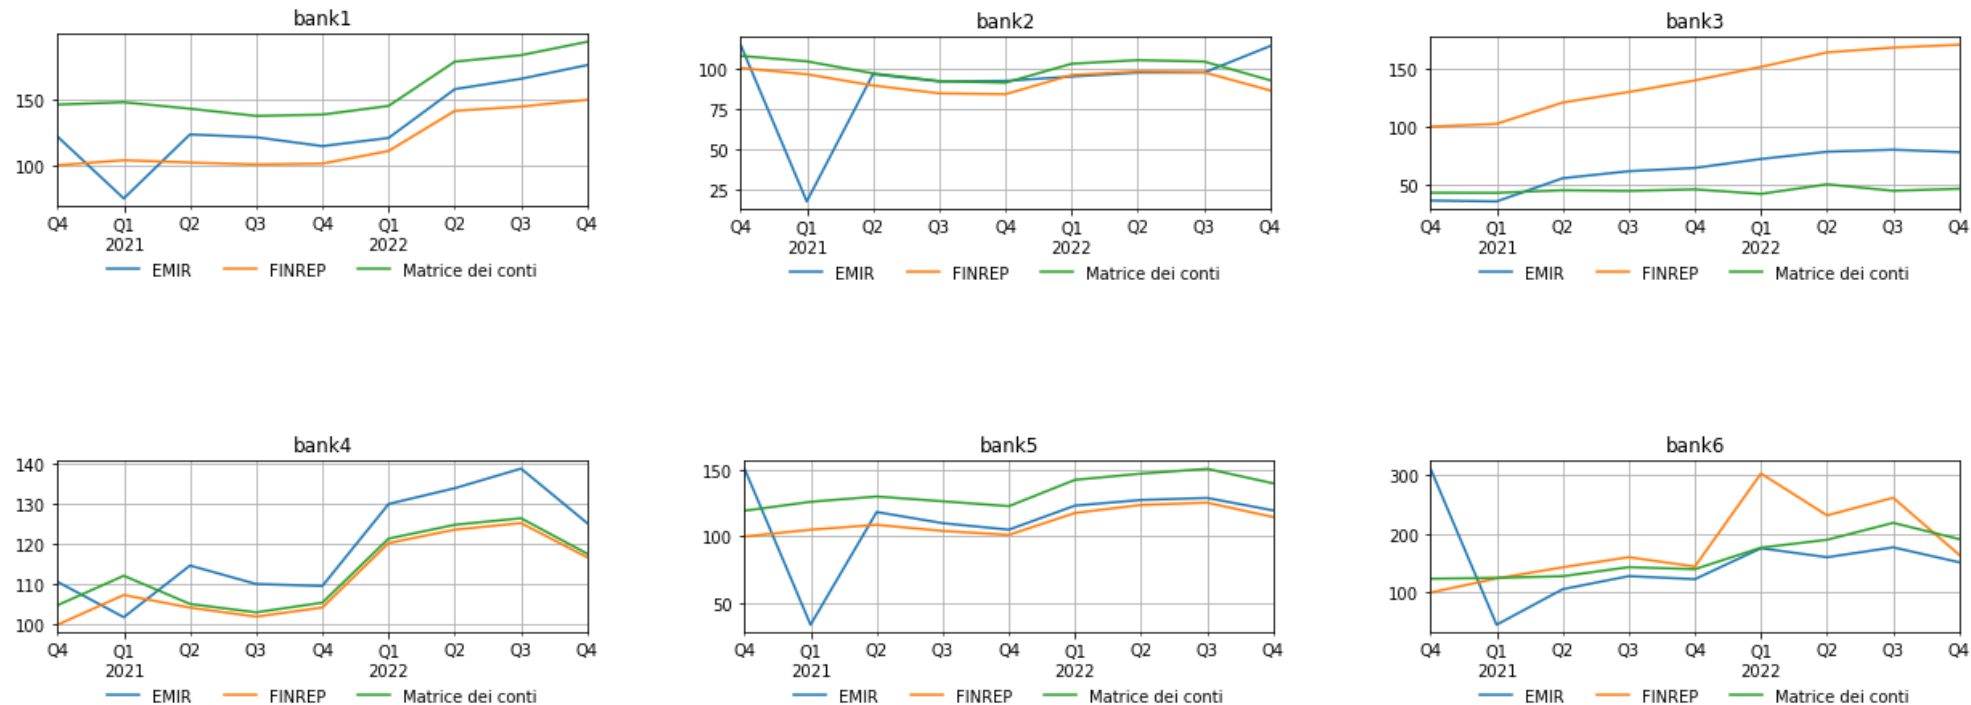 bank1
150
100
Q4 Q1 Q2 Q3 Q4 Q1 Q2 Q3 Q4
2021 2022
EMIR FINREP Matrice dei conti
bank2
100
75
50
25
Q4 Q1 Q2 Q3 Q4 Q1 Q2 Q3 Q4
2021 2022
EMIR FINREP Matrice dei conti
bank3
150
100
50
Q4 Q1 Q2 Q3 Q4 Q1 Q2 Q3 Q4
2021 2022
EMIR FINREP Matrice dei conti
bank4
140
130
120
110
100
Q4 Q1 Q2 Q3 Q4 Q1 Q2 Q3 Q4
2021 2022
EMIR FINREP Matrice dei conti
bank5
150
100
50
Q4 Q1 Q2 Q3 Q4 Q1 Q2 Q3 Q4
2021 2022
EMIR FINREP Matrice dei conti
bank6
300
200
100
Q4 Q1 Q2 Q3 Q4 Q1 Q2 Q3 Q4
2021 2022
EMIR FINREP Matrice dei conti